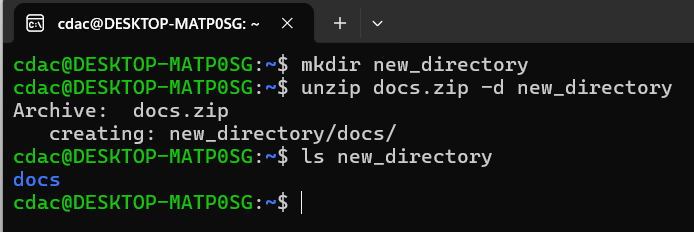 cdac@DESKTOP-MATP0SG: ~
cdac@DESKTOP-MATP0SG:~$ mkdir new_directory
cdac@DESKTOP-MATP0SG:~$ unzip docs.zip -d new_directory
Archive:  docs.zip
   creating: new_directory/docs/
cdac@DESKTOP-MATP0SG:~$ ls new_directory
docs
cdac@DESKTOP-MATP0SG:~$